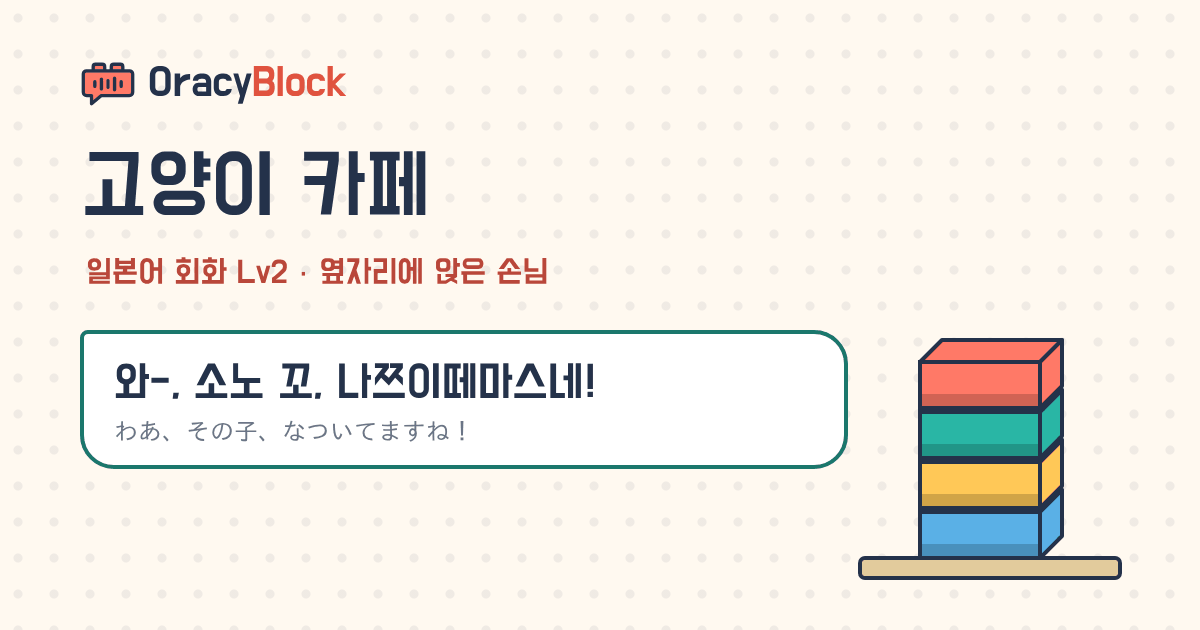 OracyBlock
고양이 카페
일본어 회화 Lv2 · 옆자리에 앉은 손님
와-, 소노 꼬, 나쯔이떼마스네!
わあ、その子、なついてますね！